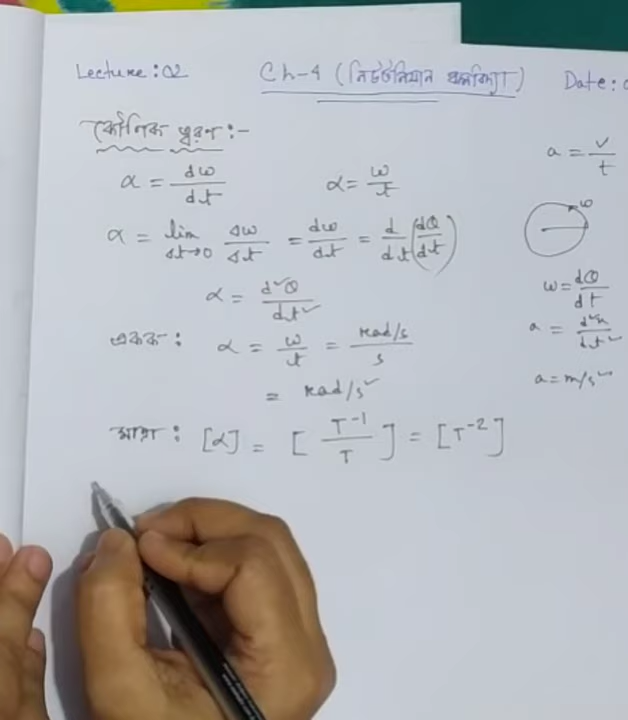 Lecture : 02 Ch-4 (নিউটনিয়ান বলবিদ্যা) Date :
কৌণিক ত্বরণ :-
α = dω/dt α = ω/t
α = lim Δt→0 Δω/Δt = dω/dt = d/dt (dθ/dt)
α = d²θ/dt²
একক : α = ω/t = rad/s/s
= rad/s²
মাত্রা : [α] = [T⁻¹/T] = [T⁻²]
a = v/t
ω
ω = dθ/dt
a = d²x/dt²
a = m/s²